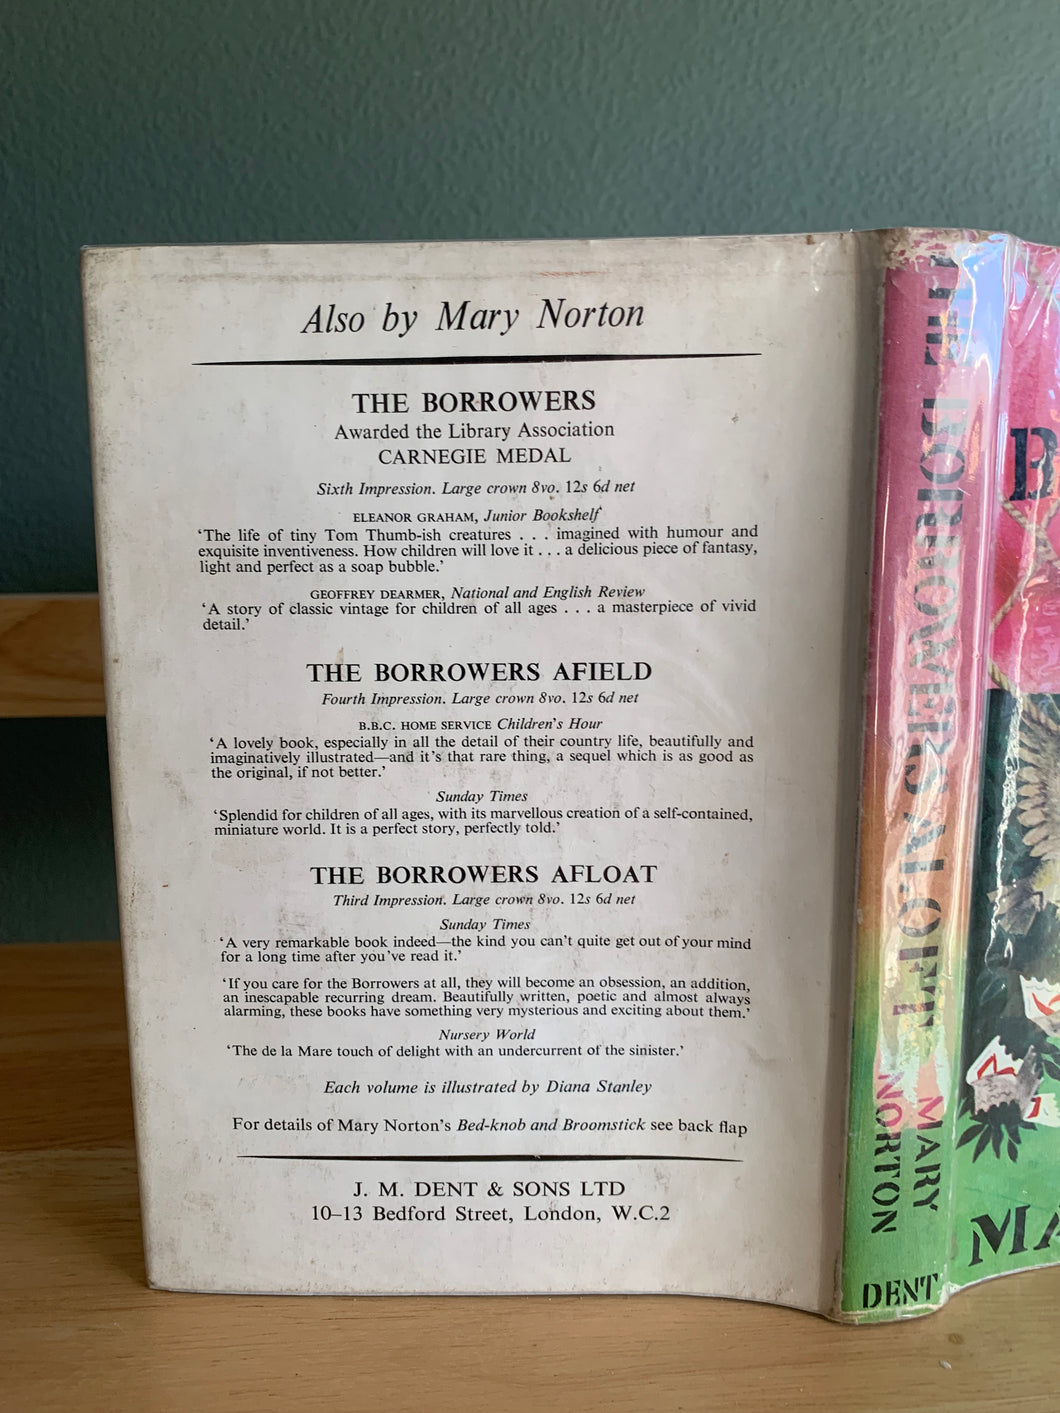 Also by Mary Norton
THE BORROWERS
Awarded the Library Association
CARNEGIE MEDAL
Sixth Impression. Large crown 8vo. 12s 6d net
ELEANOR GRAHAM, Junior Bookshelf
‘The life of tiny Tom Thumb-ish creatures . . . imagined with humour and
exquisite inventiveness. How children will love it . . . a delicious piece of fantasy,
light and perfect as a soap bubble.’
GEOFFREY DEARMER, National and English Review
‘A story of classic vintage for children of all ages . . . a masterpiece of vivid
detail.’
THE BORROWERS AFIELD
Fourth Impression. Large crown 8vo. 12s 6d net
B.B.C. HOME SERVICE Children's Hour
‘A lovely book, especially in all the detail of their country life, beautifully and
imaginatively illustrated—and it's that rare thing, a sequel which is as good as
the original, if not better.’
Sunday Times
‘Splendid for children of all ages, with its marvellous creation of a self-contained,
miniature world. It is a perfect story, perfectly told.’
THE BORROWERS AFLOAT
Third Impression. Large crown 8vo. 12s 6d net
Sunday Times
‘A very remarkable book indeed—the kind you can't quite get out of your mind
for a long time after you've read it.’
‘If you care for the Borrowers at all, they will become an obsession, an addition,
an inescapable recurring dream. Beautifully written, poetic and almost always
alarming, these books have something very mysterious and exciting about them.’
Nursery World
‘The de la Mare touch of delight with an undercurrent of the sinister.’
Each volume is illustrated by Diana Stanley
For details of Mary Norton's Bed-knob and Broomstick see back flap
J. M. DENT & SONS LTD
10–13 Bedford Street, London, W.C.2
THE BORROWERS ALOFT
MARY
NORTON
DENT
B
MA